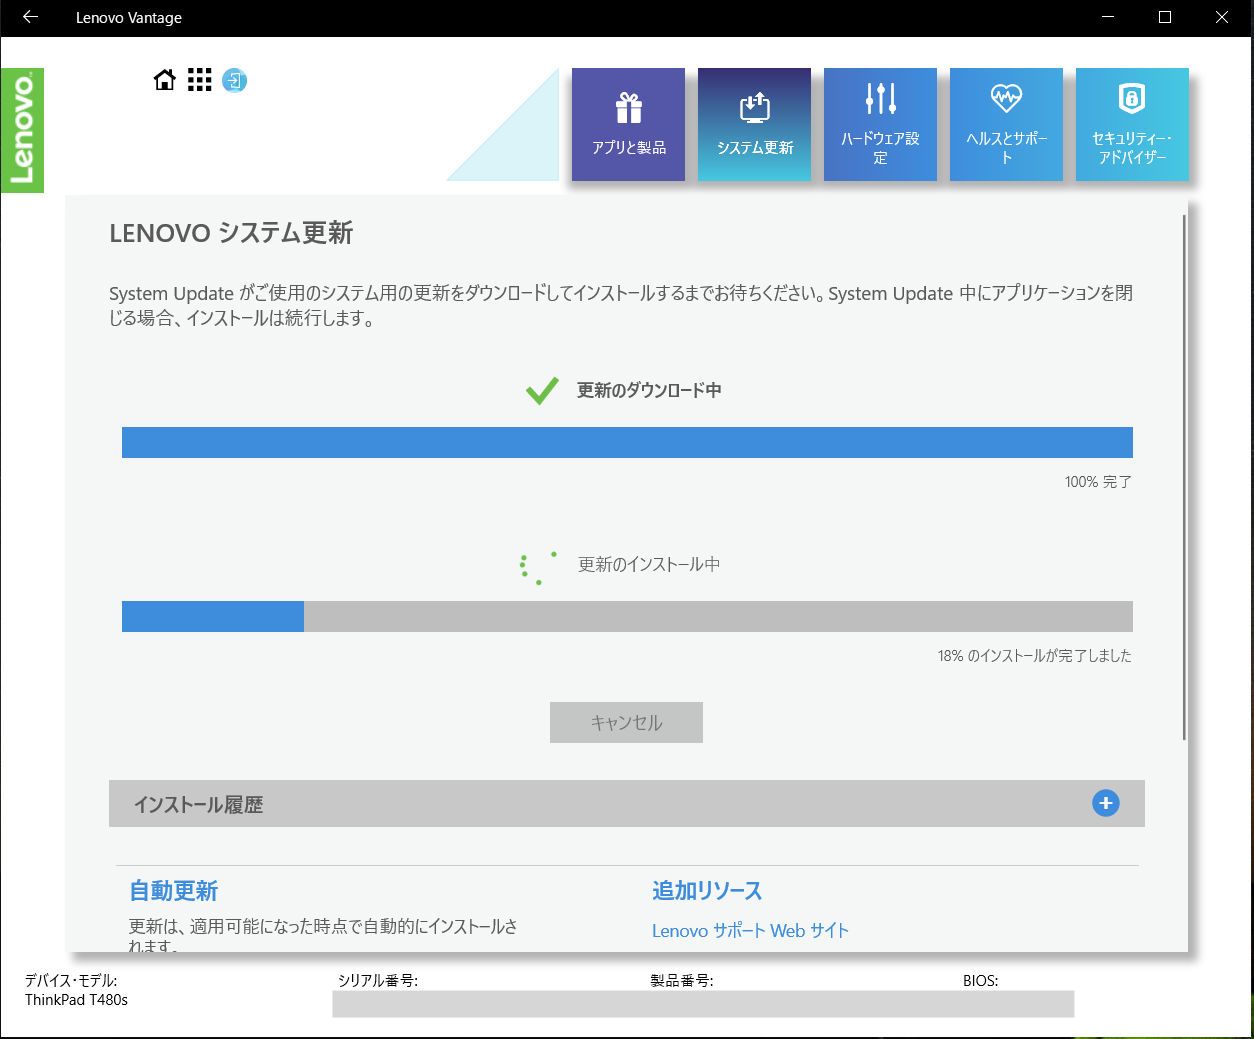 Lenovo Vantage
Lenovo
アプリと製品
システム更新
ハードウェア設
定
ヘルスとサポー
ト
セキュリティー・
アドバイザー
LENOVO システム更新
System Update がご使用のシステム用の更新をダウンロードしてインストールするまでお待ちください。System Update 中にアプリケーションを閉
じる場合、インストールは続行します。
更新のダウンロード中
100% 完了
更新のインストール中
18% のインストールが完了しました
キャンセル
インストール履歴
自動更新
更新は、適用可能になった時点で自動的にインストールさ
れます。
追加リソース
Lenovo サポート Web サイト
デバイス・モデル:
ThinkPad T480s
シリアル番号:
製品番号:
BIOS: